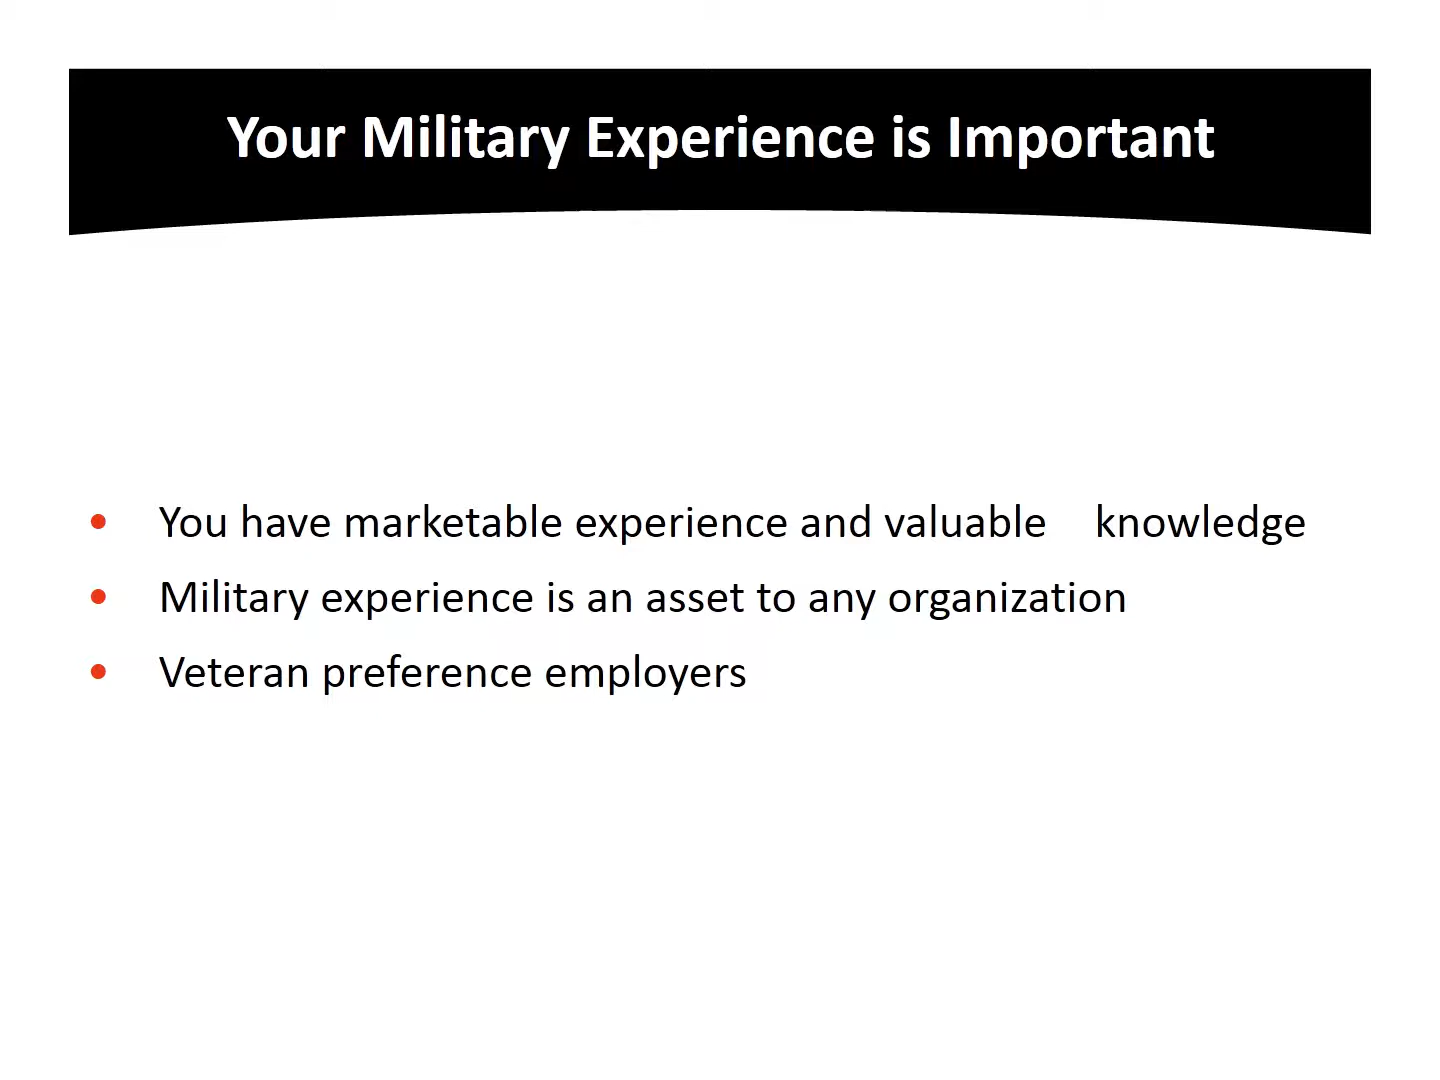 Your Military Experience is Important
• You have marketable experience and valuable knowledge
• Military experience is an asset to any organization
• Veteran preference employers